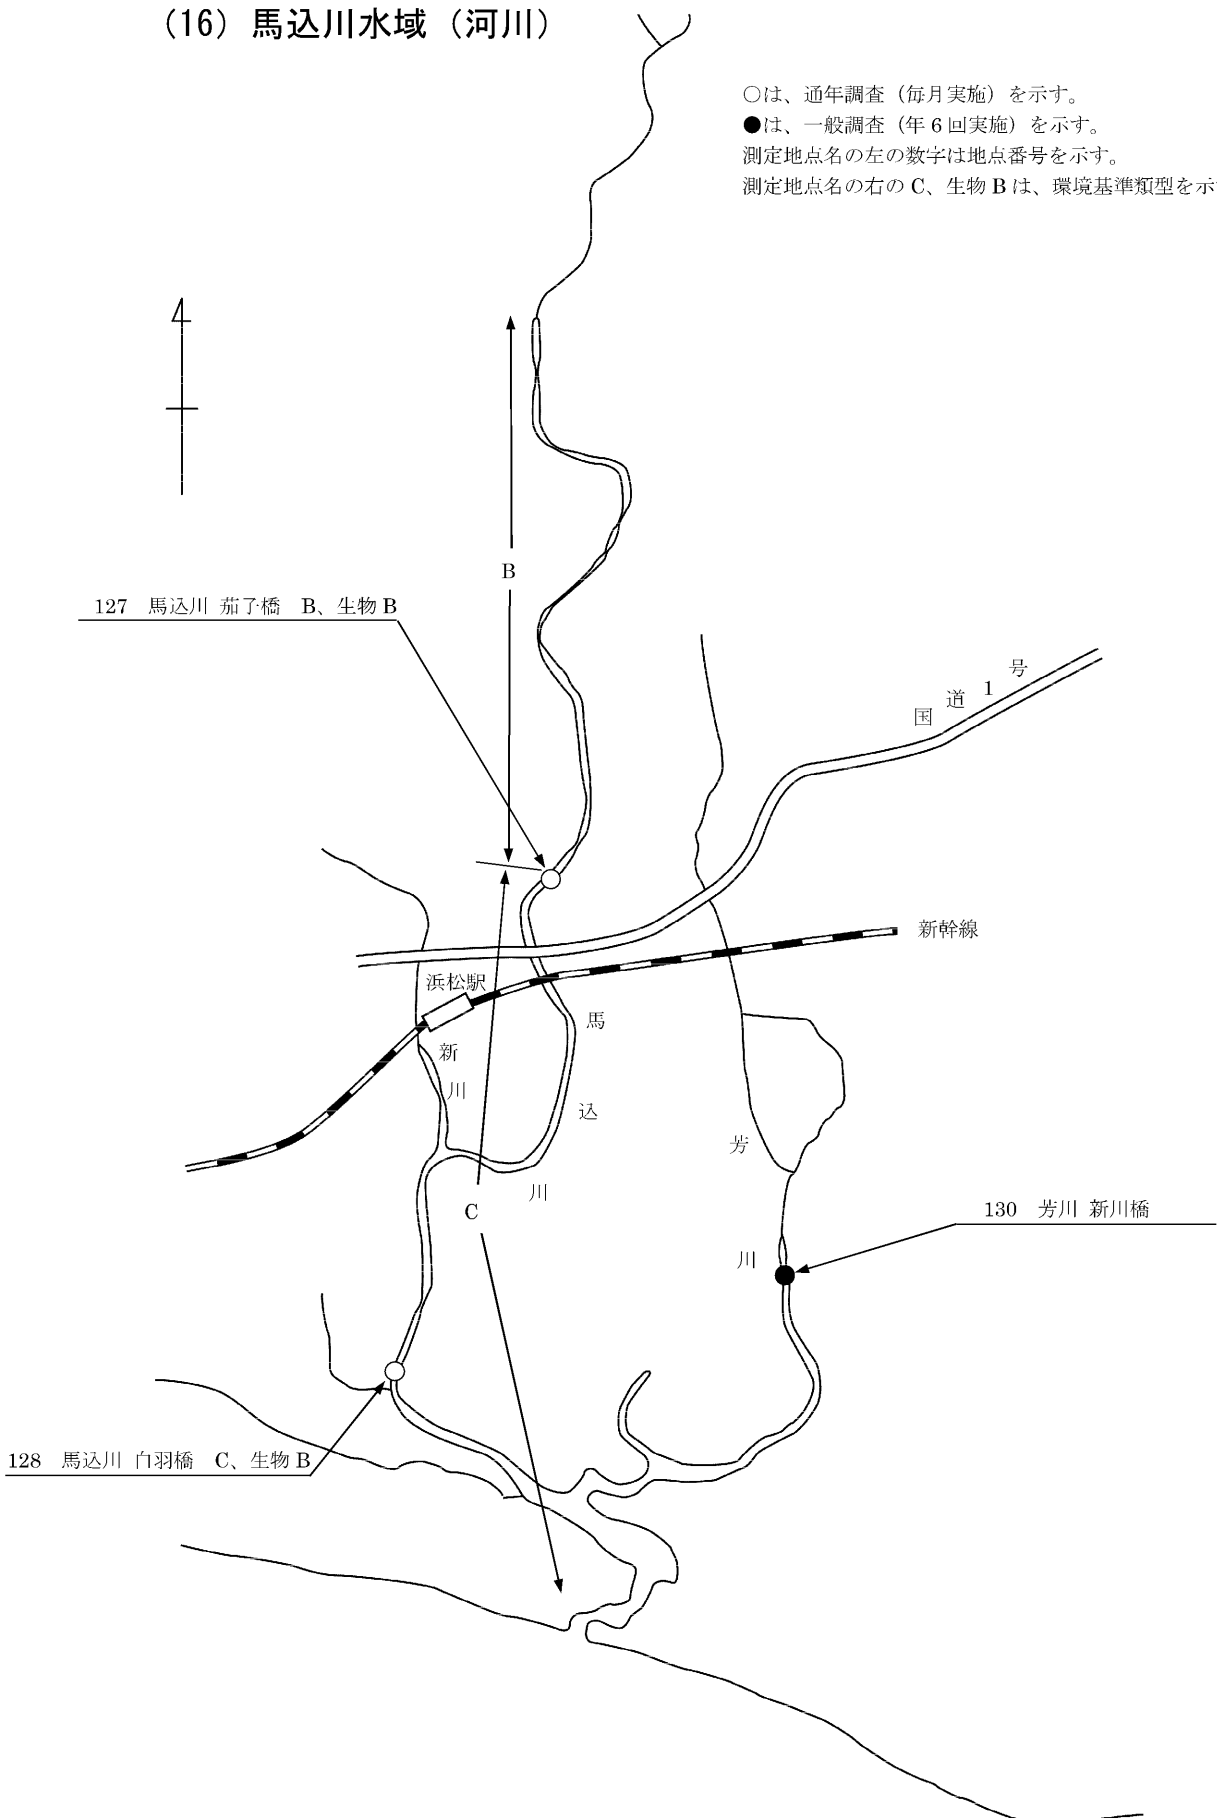 (16) 馬込川水域（河川）
○は、通年調査（毎月実施）を示す。
●は、一般調査（年6回実施）を示す。
測定地点名の左の数字は地点番号を示す。
測定地点名の右のC、生物Bは、環境基準類型を示
4
B
127 馬込川 茄子橋 B、生物B
国道1号
新幹線
浜松駅
新川
馬込川
芳川
C
130 芳川 新川橋
128 馬込川 白羽橋 C、生物B